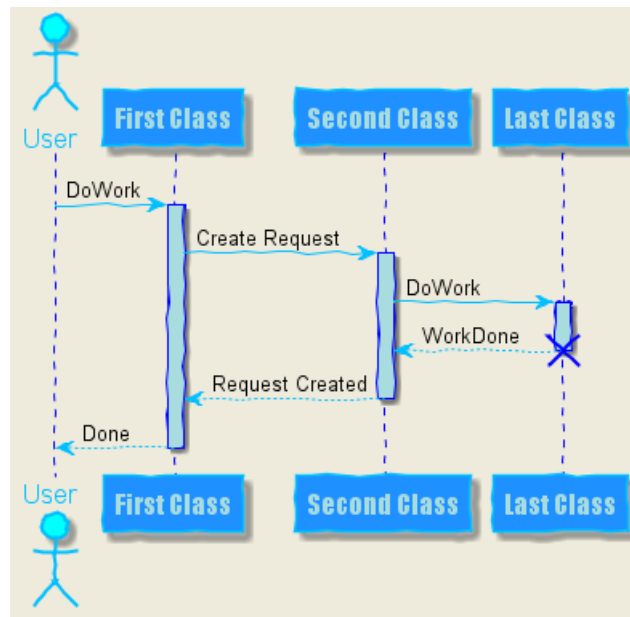 User
First Class
Second Class
Last Class
DoWork
Create Request
DoWork
WorkDone
Request Created
Done
User
First Class
Second Class
Last Class